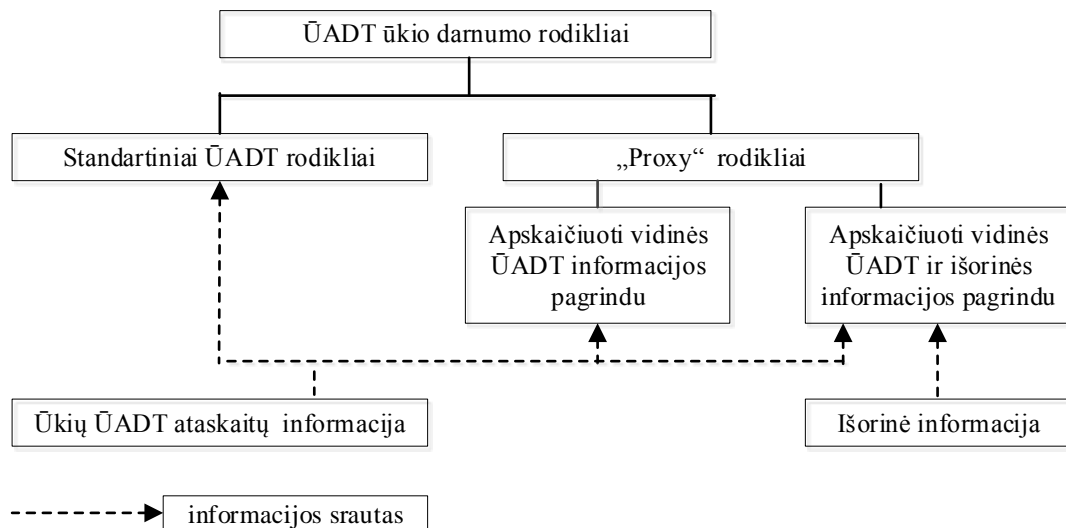 ŪADT ūkio darnumo rodikliai
Standartiniai ŪADT rodikliai
„Proxy“ rodikliai
Apskaičiuoti vidinės
ŪADT informacijos
pagrindu
Apskaičiuoti vidinės
ŪADT ir išorinės
informacijos pagrindu
Ūkių ŪADT ataskaitų informacija
Išorinė informacija
informacijos srautas